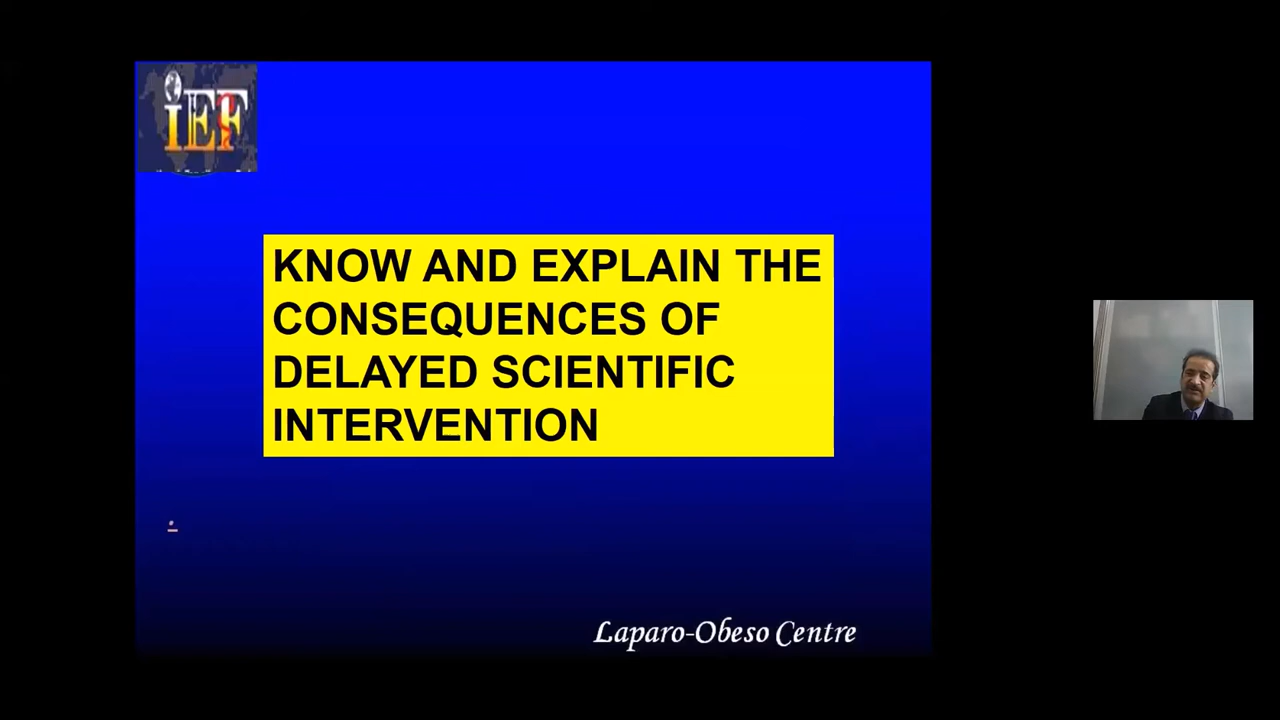 iEF
KNOW AND EXPLAIN THE
CONSEQUENCES OF
DELAYED SCIENTIFIC
INTERVENTION
Laparo-Obeso Centre